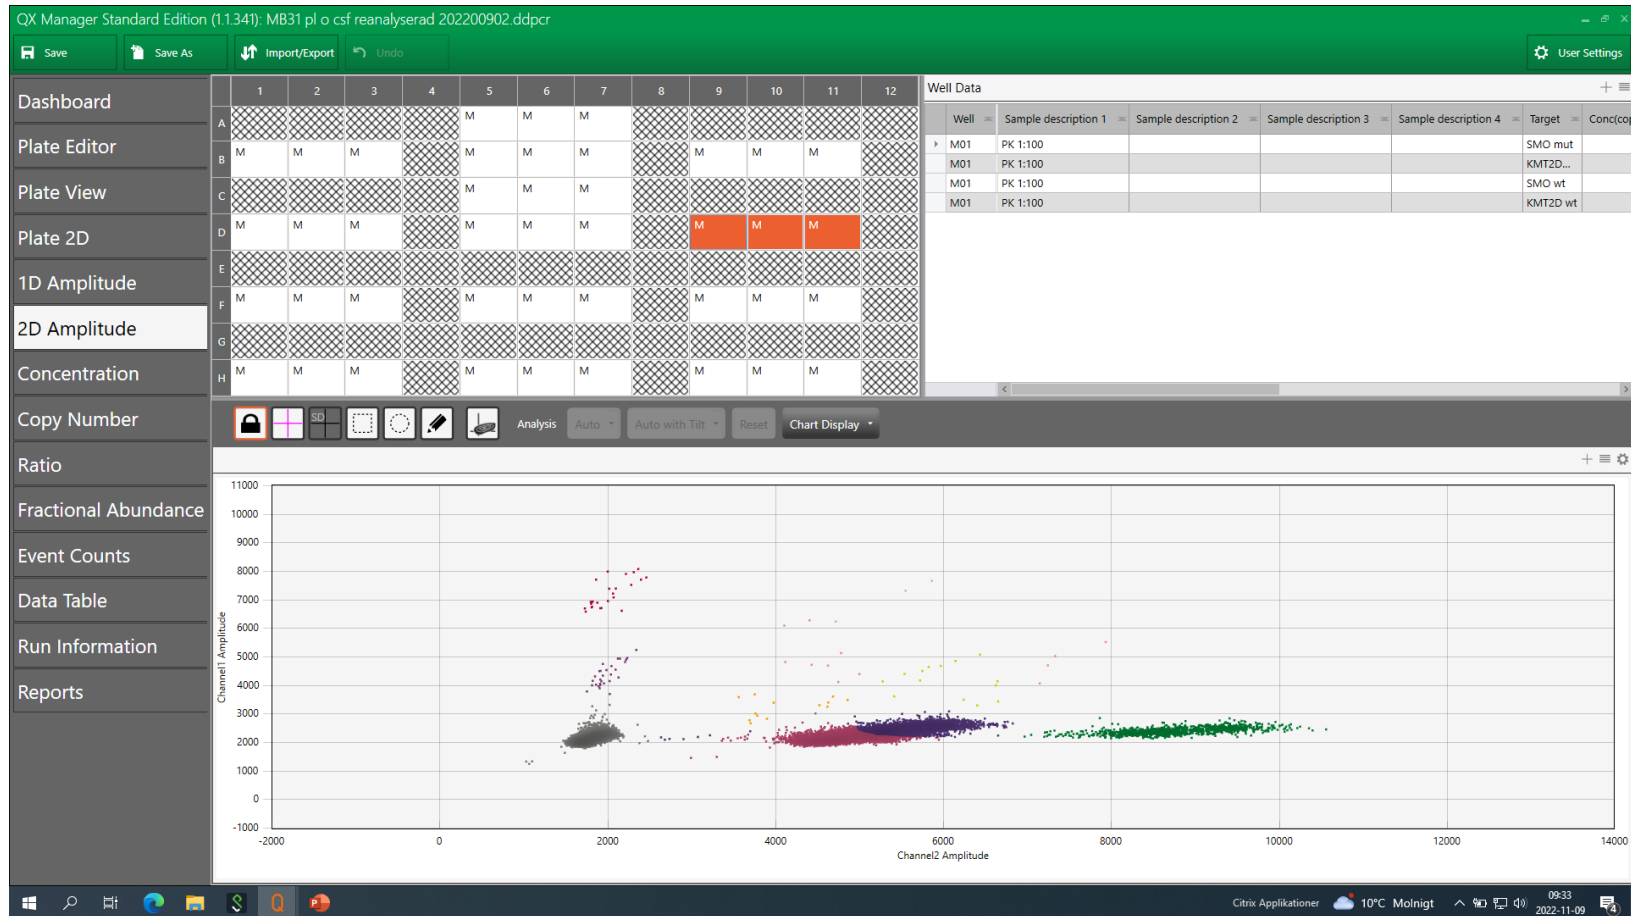 QX Manager Standard Edition (1.1.341): MB31 pl o csf reanalyserad 202200902.ddpcr
Save
Save As
Import/Export
Undo
User Settings
Dashboard
Plate Editor
Plate View
Plate 2D
1D Amplitude
2D Amplitude
Concentration
Copy Number
Ratio
Fractional Abundance
Event Counts
Data Table
Run Information
Reports
1 2 3 4 5 6 7 8 9 10 11 12
A M M M
B M M M M M M M M M
C M M M
D M M M M M M M M M
E
F M M M M M M M M M
G
H M M M M M M M M M
Well Data
Well Sample description 1 Sample description 2 Sample description 3 Sample description 4 Target Conc(cop
M01 PK 1:100 SMO mut
M01 PK 1:100 KMT2D...
M01 PK 1:100 SMO wt
M01 PK 1:100 KMT2D wt
SD
Analysis
Auto
Auto with Tilt
Reset
Chart Display
11000
10000
9000
8000
7000
6000
5000
4000
3000
2000
1000
0
-1000
Channel1 Amplitude
-2000 0 2000 4000 6000 8000 10000 12000 14000
Channel2 Amplitude
Citrix Applikationer
10°C Molnigt
09:33
2022-11-09
4